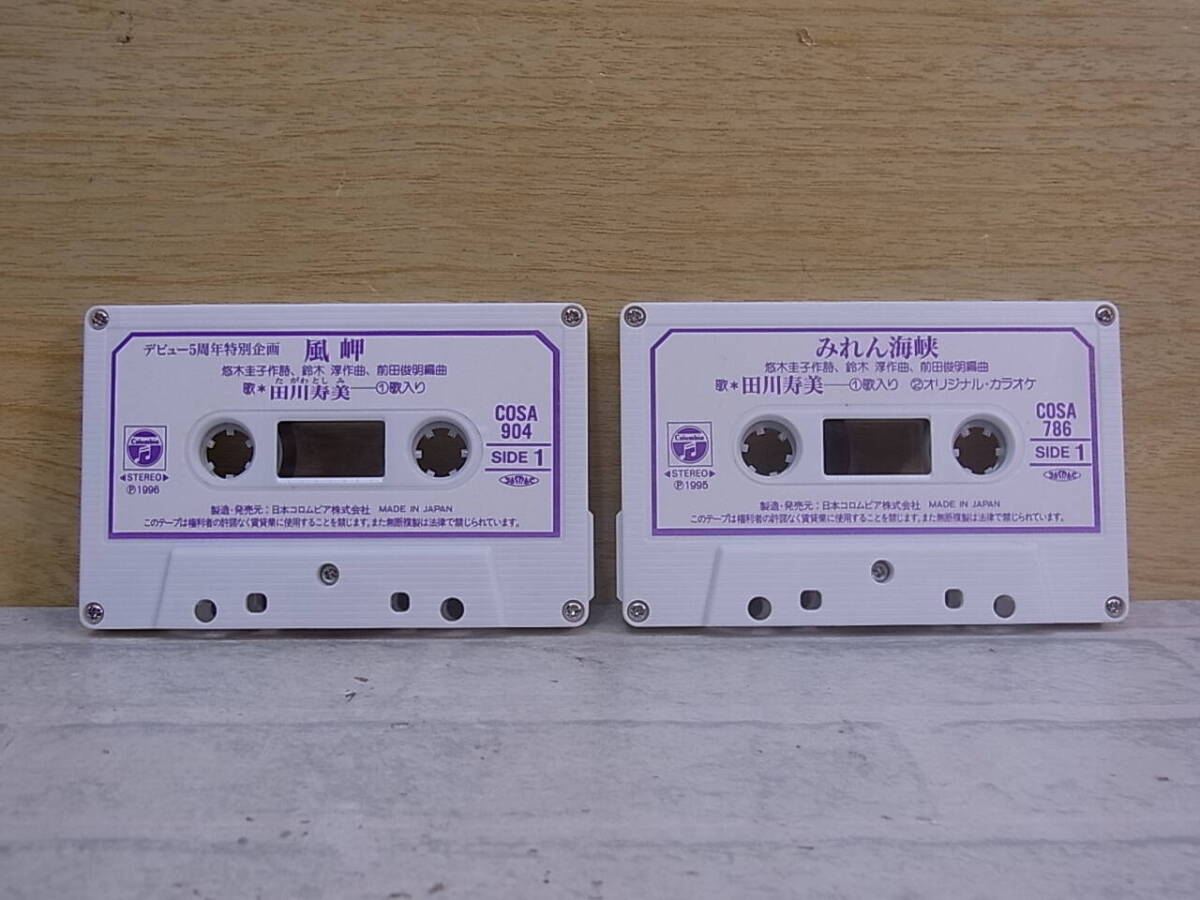 デビュー5周年特別企画 風岬
悠木圭子作詩、鈴木 淳作曲、前田俊明編曲
たがわとしみ
歌＊田川寿美——①歌入り
COSA
904
Columbia
SIDE 1
◀STEREO▶
Ⓟ1996
製造・発売元：日本コロムビア株式会社 MADE IN JAPAN
このテープは権利者の許諾なく賃貸業に使用することを禁じます。また無断複製は法律で禁じられています。
みれん海峡
悠木圭子作詩、鈴木 淳作曲、前田俊明編曲
歌＊田川寿美——①歌入り ②オリジナル・カラオケ
COSA
786
Columbia
SIDE 1
◀STEREO▶
Ⓟ1995
製造・発売元：日本コロムビア株式会社 MADE IN JAPAN
このテープは権利者の許諾なく賃貸業に使用することを禁じます。また無断複製は法律で禁じられています。